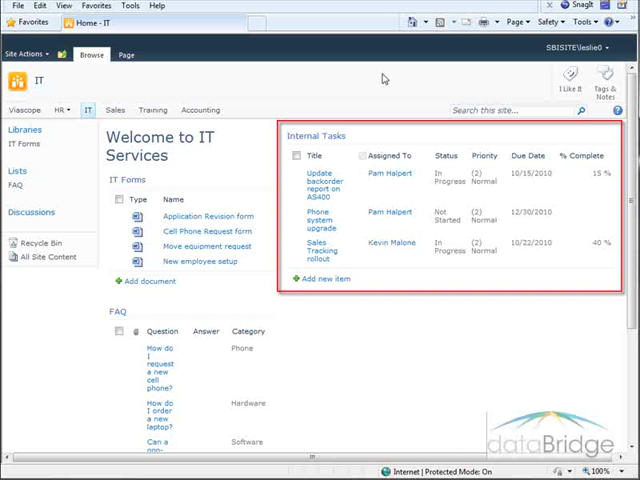 File Edit View Favorites Tools Help
SnagIt
Favorites Home - IT
Page Safety Tools
SBISITE\leslie0
Site Actions Browse Page
IT
I Like It Tags & Notes
Viascope HR IT Sales Training Accounting
Search this site...
Libraries
IT Forms
Lists
FAQ
Discussions
Recycle Bin
All Site Content
Welcome to IT
Services
IT Forms
Type Name
Application Revision form
Cell Phone Request form
Move equipment request
New employee setup
Add document
FAQ
Question Answer Category
How do I request a new cell phone? Phone
How do I order a new laptop? Hardware
Can a non- Software
Internal Tasks
Title Assigned To Status Priority Due Date % Complete
Update backorder report on AS400 Pam Halpert In Progress (2) Normal 10/15/2010 15 %
Phone system upgrade Pam Halpert Not Started (2) Normal 12/30/2010
Sales Tracking rollout Kevin Malone In Progress (2) Normal 10/22/2010 40 %
Add new item
dataBridge
Internet | Protected Mode: On
100%